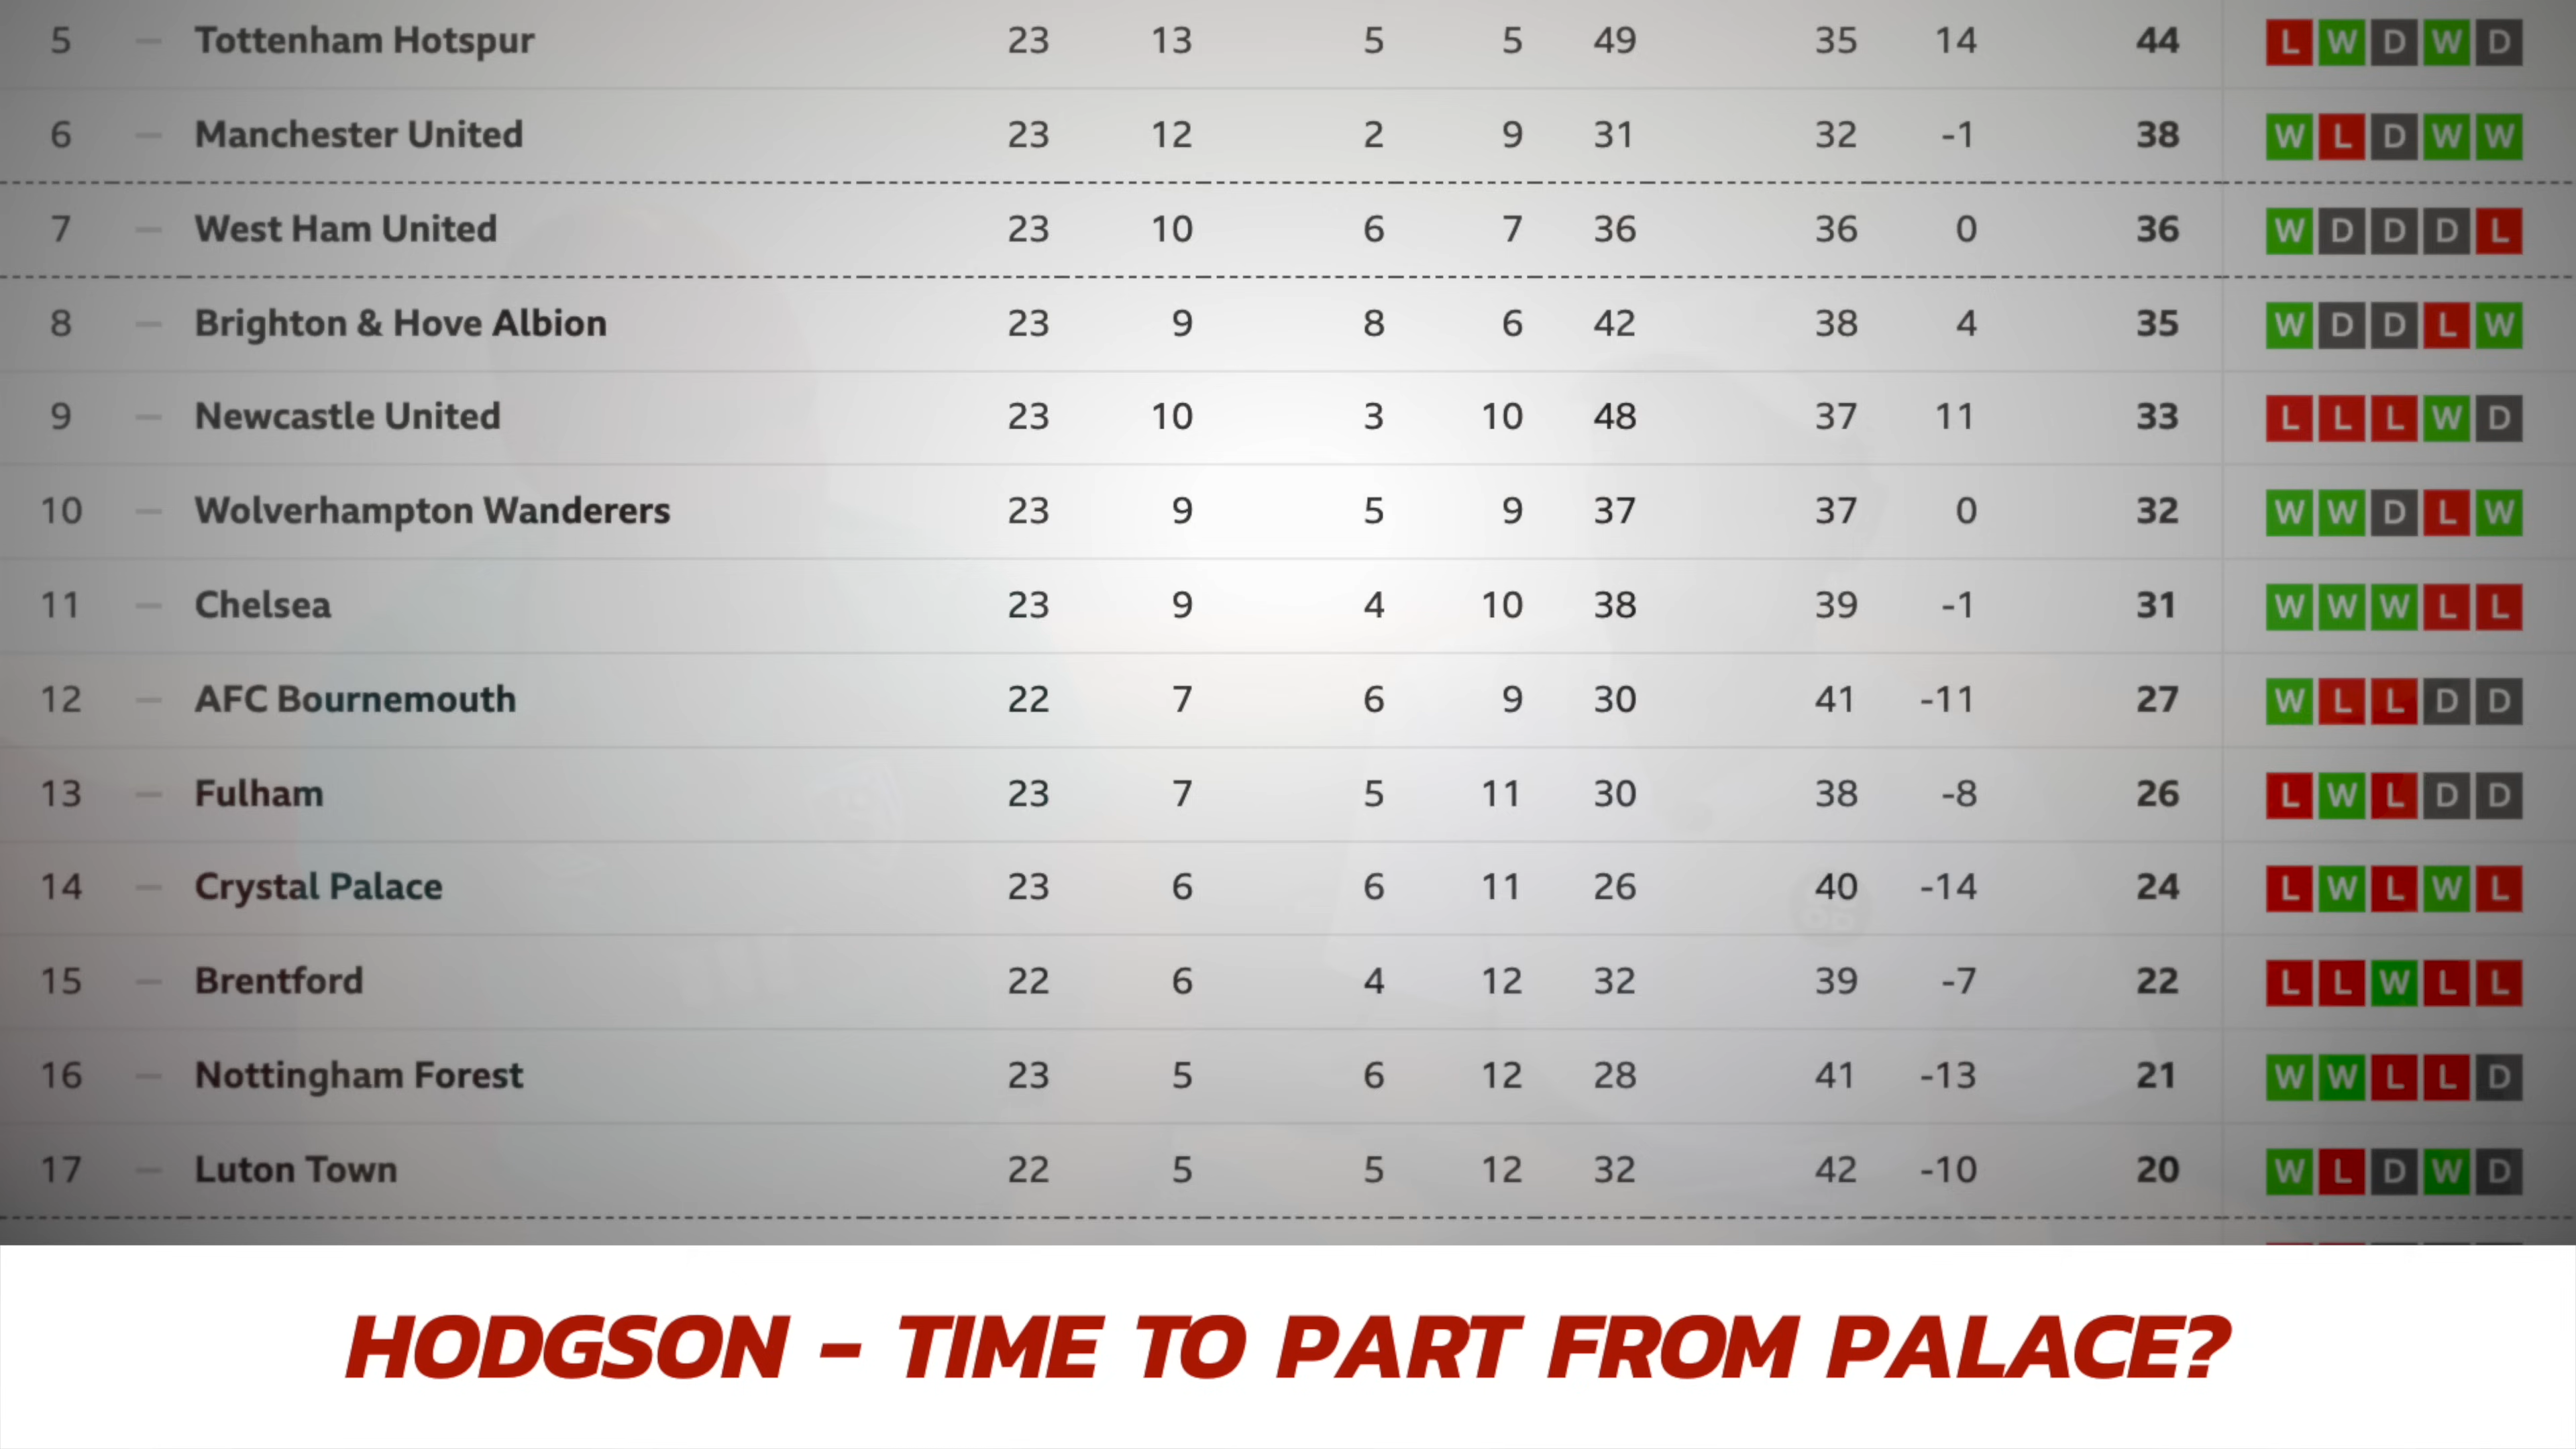 5 — Tottenham Hotspur 23 13 5 5 49 35 14 44 L W D W D
6 — Manchester United 23 12 2 9 31 32 -1 38 W L D W W
7 — West Ham United 23 10 6 7 36 36 0 36 W D D D L
8 — Brighton & Hove Albion 23 9 8 6 42 38 4 35 W D D L W
9 — Newcastle United 23 10 3 10 48 37 11 33 L L L W D
10 — Wolverhampton Wanderers 23 9 5 9 37 37 0 32 W W D L W
11 — Chelsea 23 9 4 10 38 39 -1 31 W W W L L
12 — AFC Bournemouth 22 7 6 9 30 41 -11 27 W L L D D
13 — Fulham 23 7 5 11 30 38 -8 26 L W L D D
14 — Crystal Palace 23 6 6 11 26 40 -14 24 L W L W L
15 — Brentford 22 6 4 12 32 39 -7 22 L L W L L
16 — Nottingham Forest 23 5 6 12 28 41 -13 21 W W L L D
17 — Luton Town 22 5 5 12 32 42 -10 20 W L D W D
HODGSON - TIME TO PART FROM PALACE?